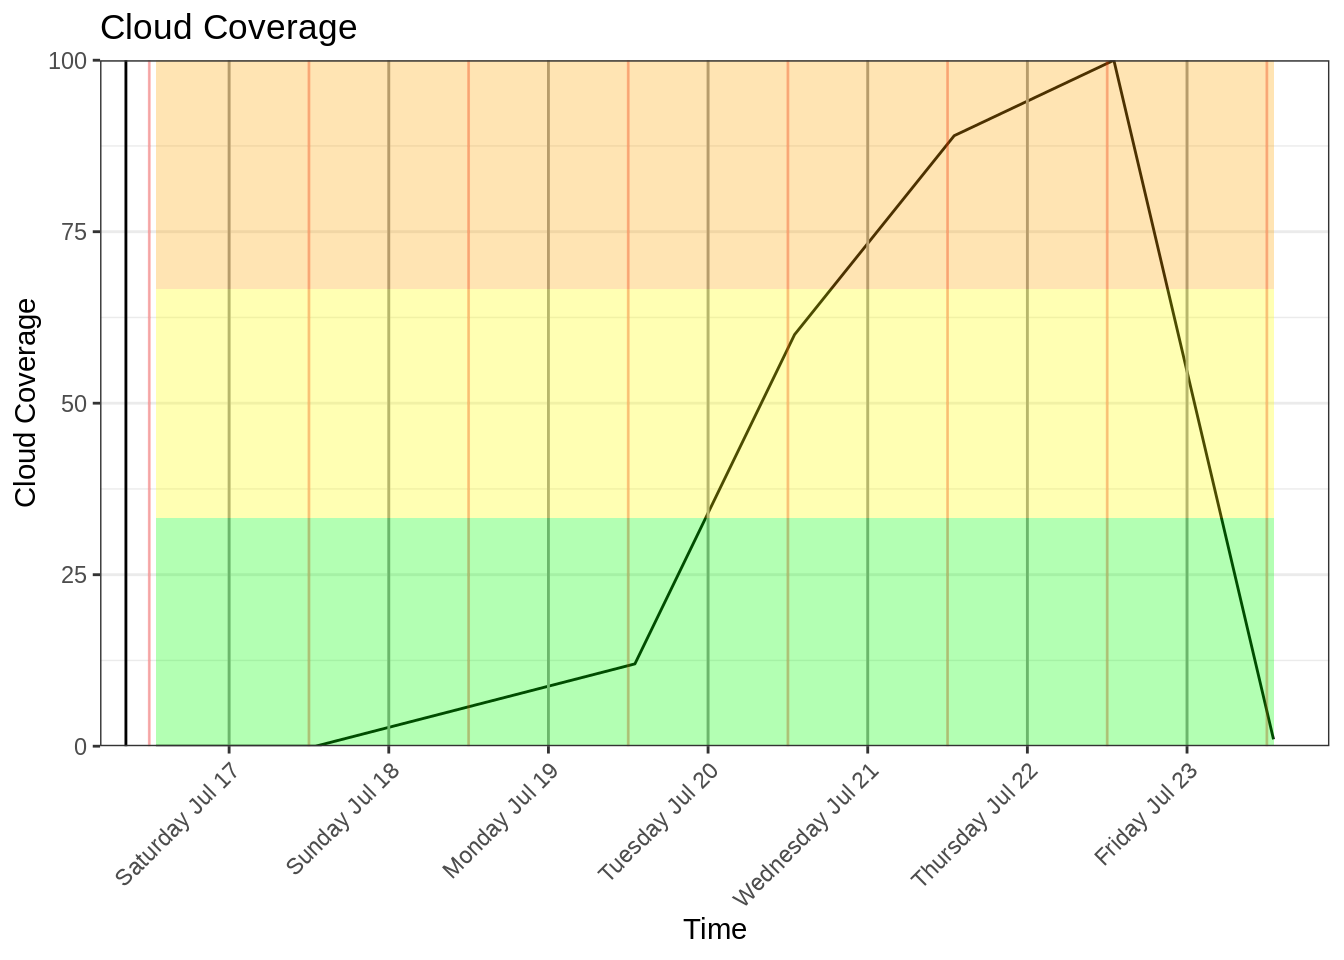 Cloud Coverage
100
75
50
25
0
Cloud Coverage
Saturday Jul 17
Sunday Jul 18
Monday Jul 19
Tuesday Jul 20
Wednesday Jul 21
Thursday Jul 22
Friday Jul 23
Time